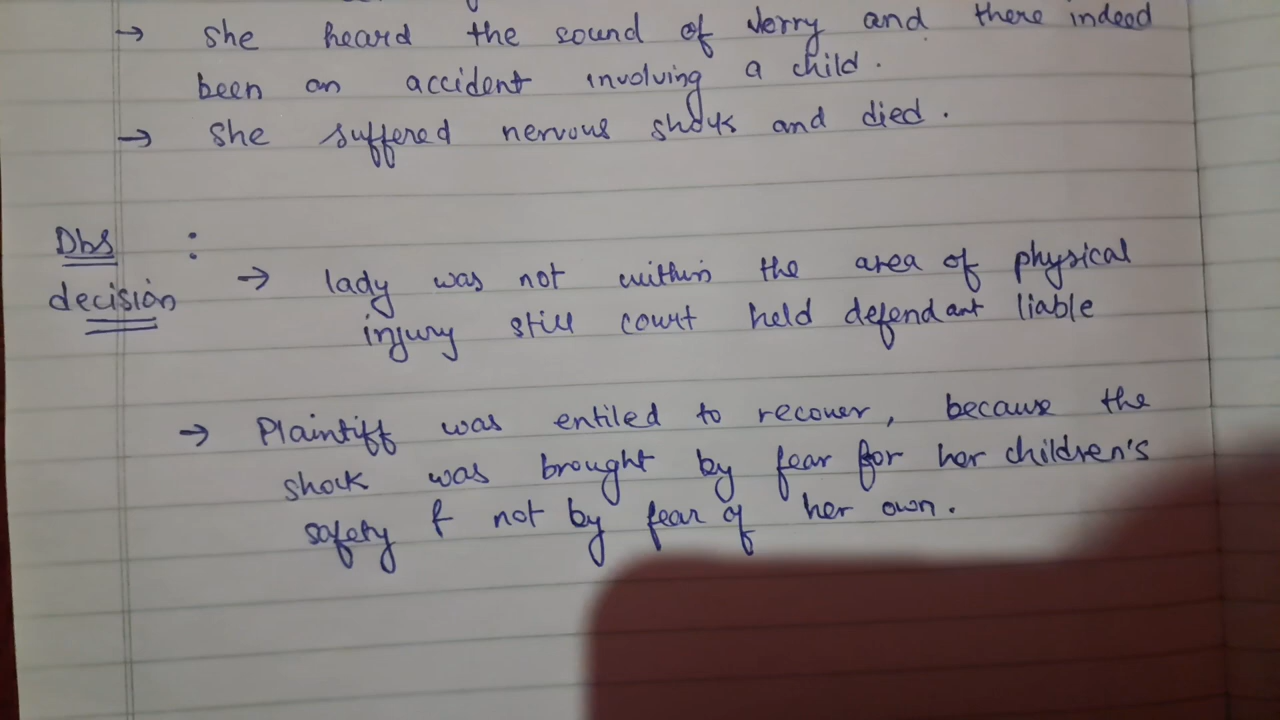 → she heard the sound of lorry and there indeed
been an accident involving a child.
→ she suffered nervous shock and died.
Obs :
decision
→ lady was not within the area of physical
injury still court held defendant liable
→ Plaintiff was entiled to recover, because the
shock was brought by fear for her children's
safety & not by fear of her own.